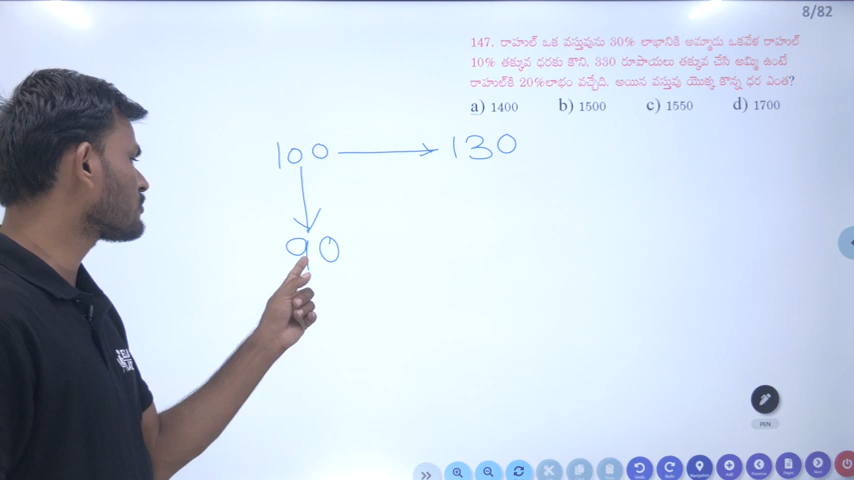 8/82
147. రాహుల్ ఒక వస్తువును 30% లాభానికి అమ్మాడు ఒకవేళ రాహుల్
10% తక్కువ ధరకు కొని. 330 రూపాయలు తక్కువ చేసి అమ్మి ఉంటే
రాహుల్‌కి 20%లాభం వచ్చేది. అయిన వస్తువు యొక్క కొన్న ధర ఎంత?
a) 1400 b) 1500 c) 1550 d) 1700
100 → 130
90
PEN